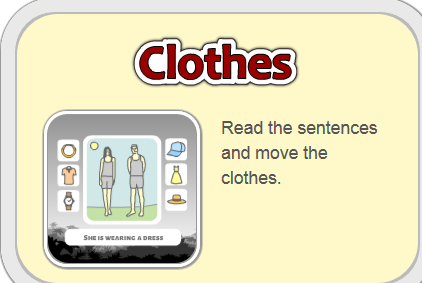 Clothes
Read the sentences
and move the
clothes.
She is wearing a dress